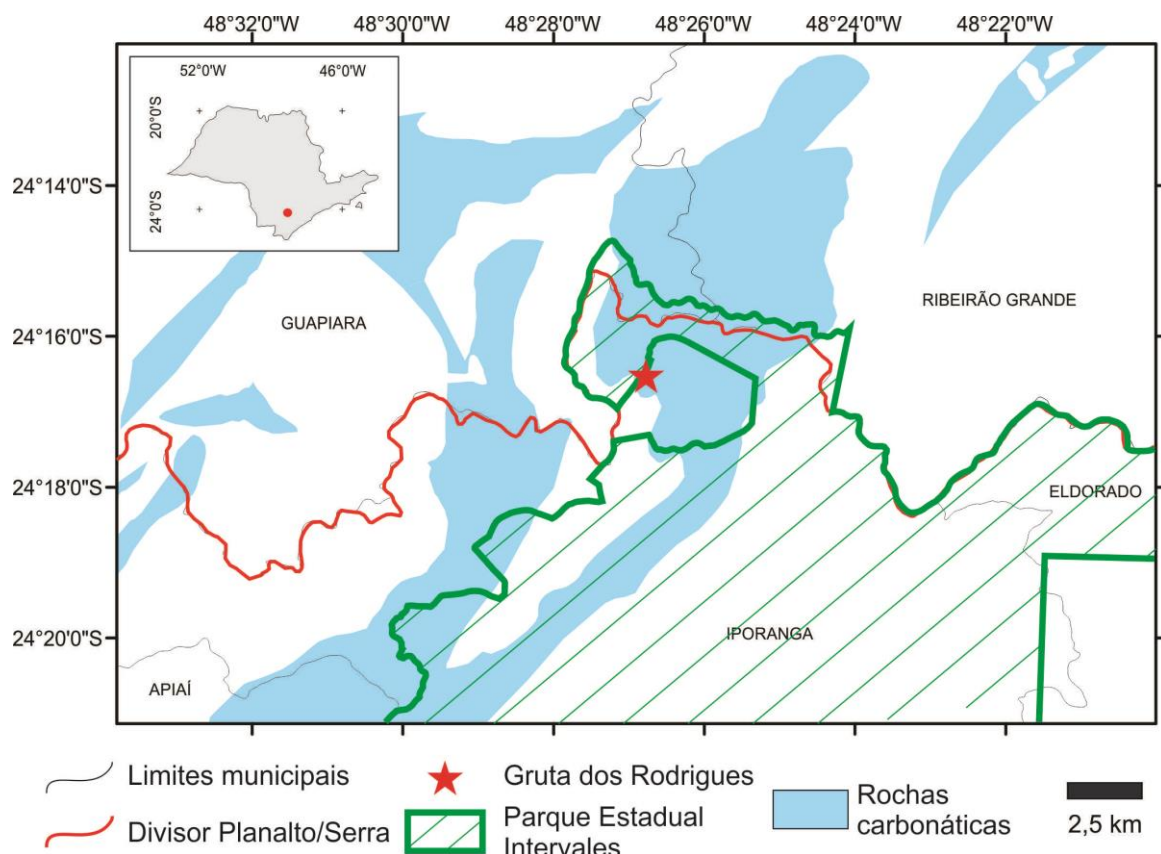 48°32'0"W 48°30'0"W 48°28'0"W 48°26'0"W 48°24'0"W 48°22'0"W
52°0'W 46°0'W
20°0'S
24°0'S
24°14'0"S
24°16'0"S
24°18'0"S
24°20'0"S
GUAPIARA
RIBEIRÃO GRANDE
ELDORADO
IPORANGA
APIAÍ
Limites municipais
Divisor Planalto/Serra
Gruta dos Rodrigues
Parque Estadual
Intervales
Rochas
carbonáticas
2,5 km